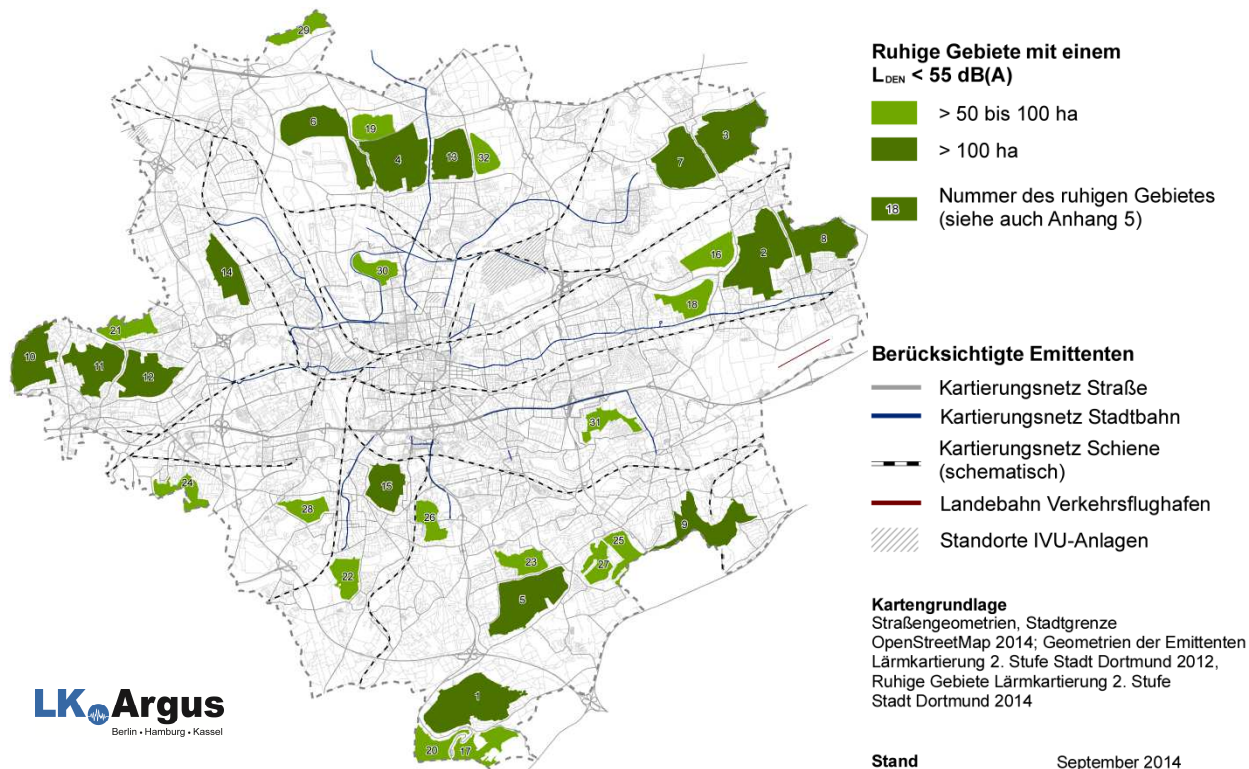 29
6
19
4
13
32
3
7
2
8
16
18
14
30
21
10
11
12
31
24
28
15
26
22
9
25
27
23
5
1
20
17
LK Argus
Berlin • Hamburg • Kassel
Ruhige Gebiete mit einem
LDEN < 55 dB(A)
> 50 bis 100 ha
> 100 ha
18 Nummer des ruhigen Gebietes
(siehe auch Anhang 5)
Berücksichtigte Emittenten
Kartierungsnetz Straße
Kartierungsnetz Stadtbahn
Kartierungsnetz Schiene
(schematisch)
Landebahn Verkehrsflughafen
Standorte IVU-Anlagen
Kartengrundlage
Straßengeometrien, Stadtgrenze
OpenStreetMap 2014; Geometrien der Emittenten
Lärmkartierung 2. Stufe Stadt Dortmund 2012,
Ruhige Gebiete Lärmkartierung 2. Stufe
Stadt Dortmund 2014
Stand September 2014